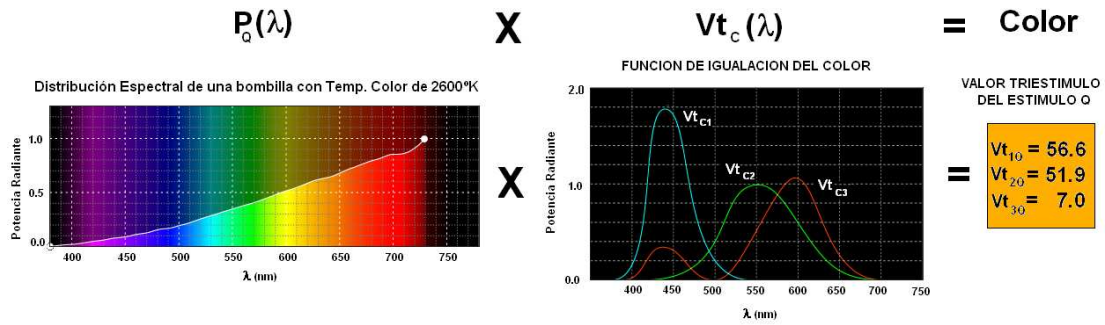 P_Q(λ) X Vt_C(λ) = Color
Distribución Espectral de una bombilla con Temp. Color de 2600°K
Potencia Radiante
1.0
0.5
0.0
400 450 500 550 600 650 700 750
λ (nm)
X
FUNCION DE IGUALACION DEL COLOR
Potencia Radiante
2.0
1.0
0.0
Vt_C1
Vt_C2
Vt_C3
400 450 500 550 600 650 700 750
λ (nm)
=
VALOR TRIESTIMULO
DEL ESTIMULO Q
Vt_10 = 56.6
Vt_20 = 51.9
Vt_30 = 7.0